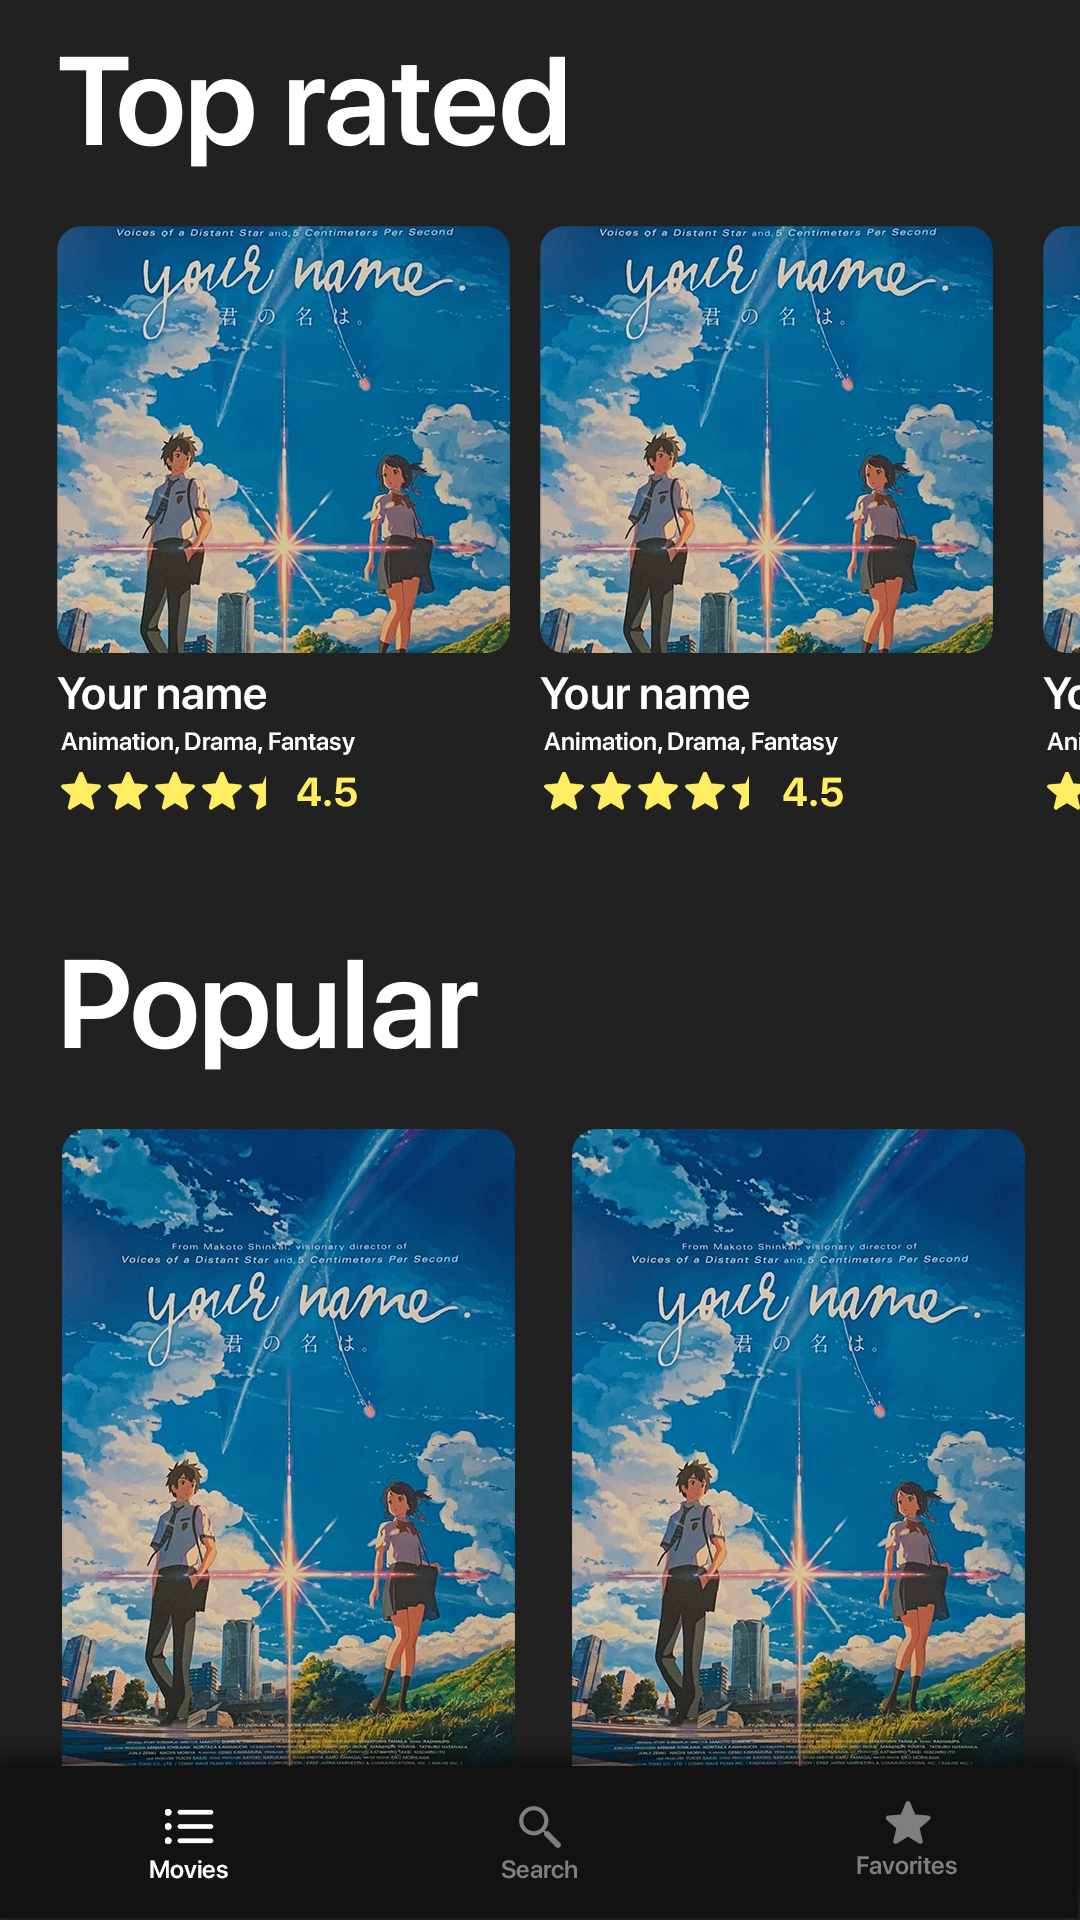 Top rated
Voices of a Distant Star and 5 Centimeters Per Second
your name.
君の名は。
Voices of a Distant Star and 5 Centimeters Per Second
your name.
君の名は。
Your name
Your name
Yo
Animation, Drama, Fantasy
Animation, Drama, Fantasy
Ani
4.5
4.5
Popular
From Makoto Shinkai, visionary director of
Voices of a Distant Star and 5 Centimeters Per Second
your name.
君の名は。
From Makoto Shinkai, visionary director of
Voices of a Distant Star and 5 Centimeters Per Second
your name.
君の名は。
Movies
Search
Favorites